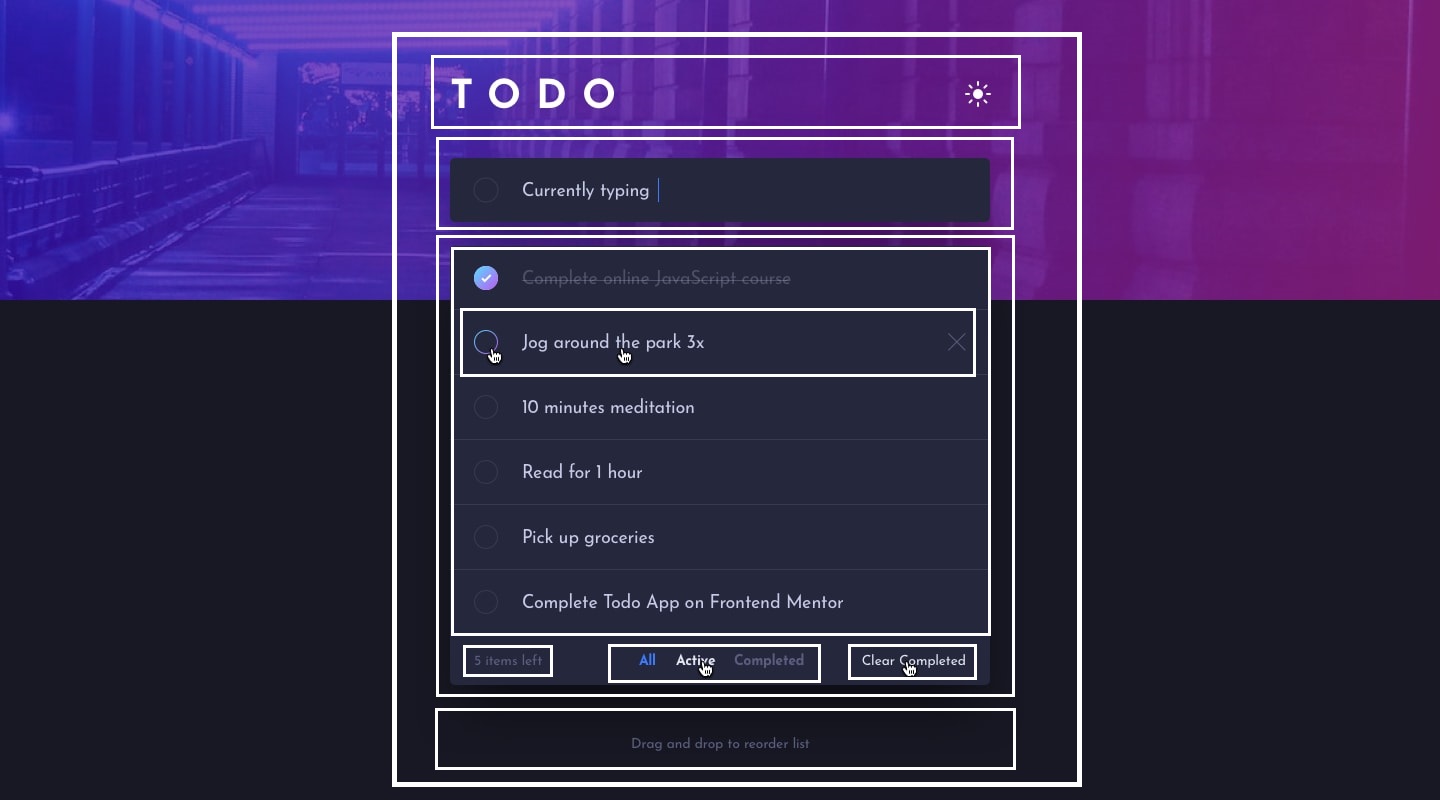 TODO
Currently typing
Complete online JavaScript course
Jog around the park 3x
10 minutes meditation
Read for 1 hour
Pick up groceries
Complete Todo App on Frontend Mentor
5 items left All Active Completed Clear Completed
Drag and drop to reorder list